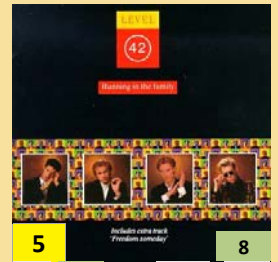 LEVEL
42
Running in the family
Includes extra track
'Freedom someday'
5
8